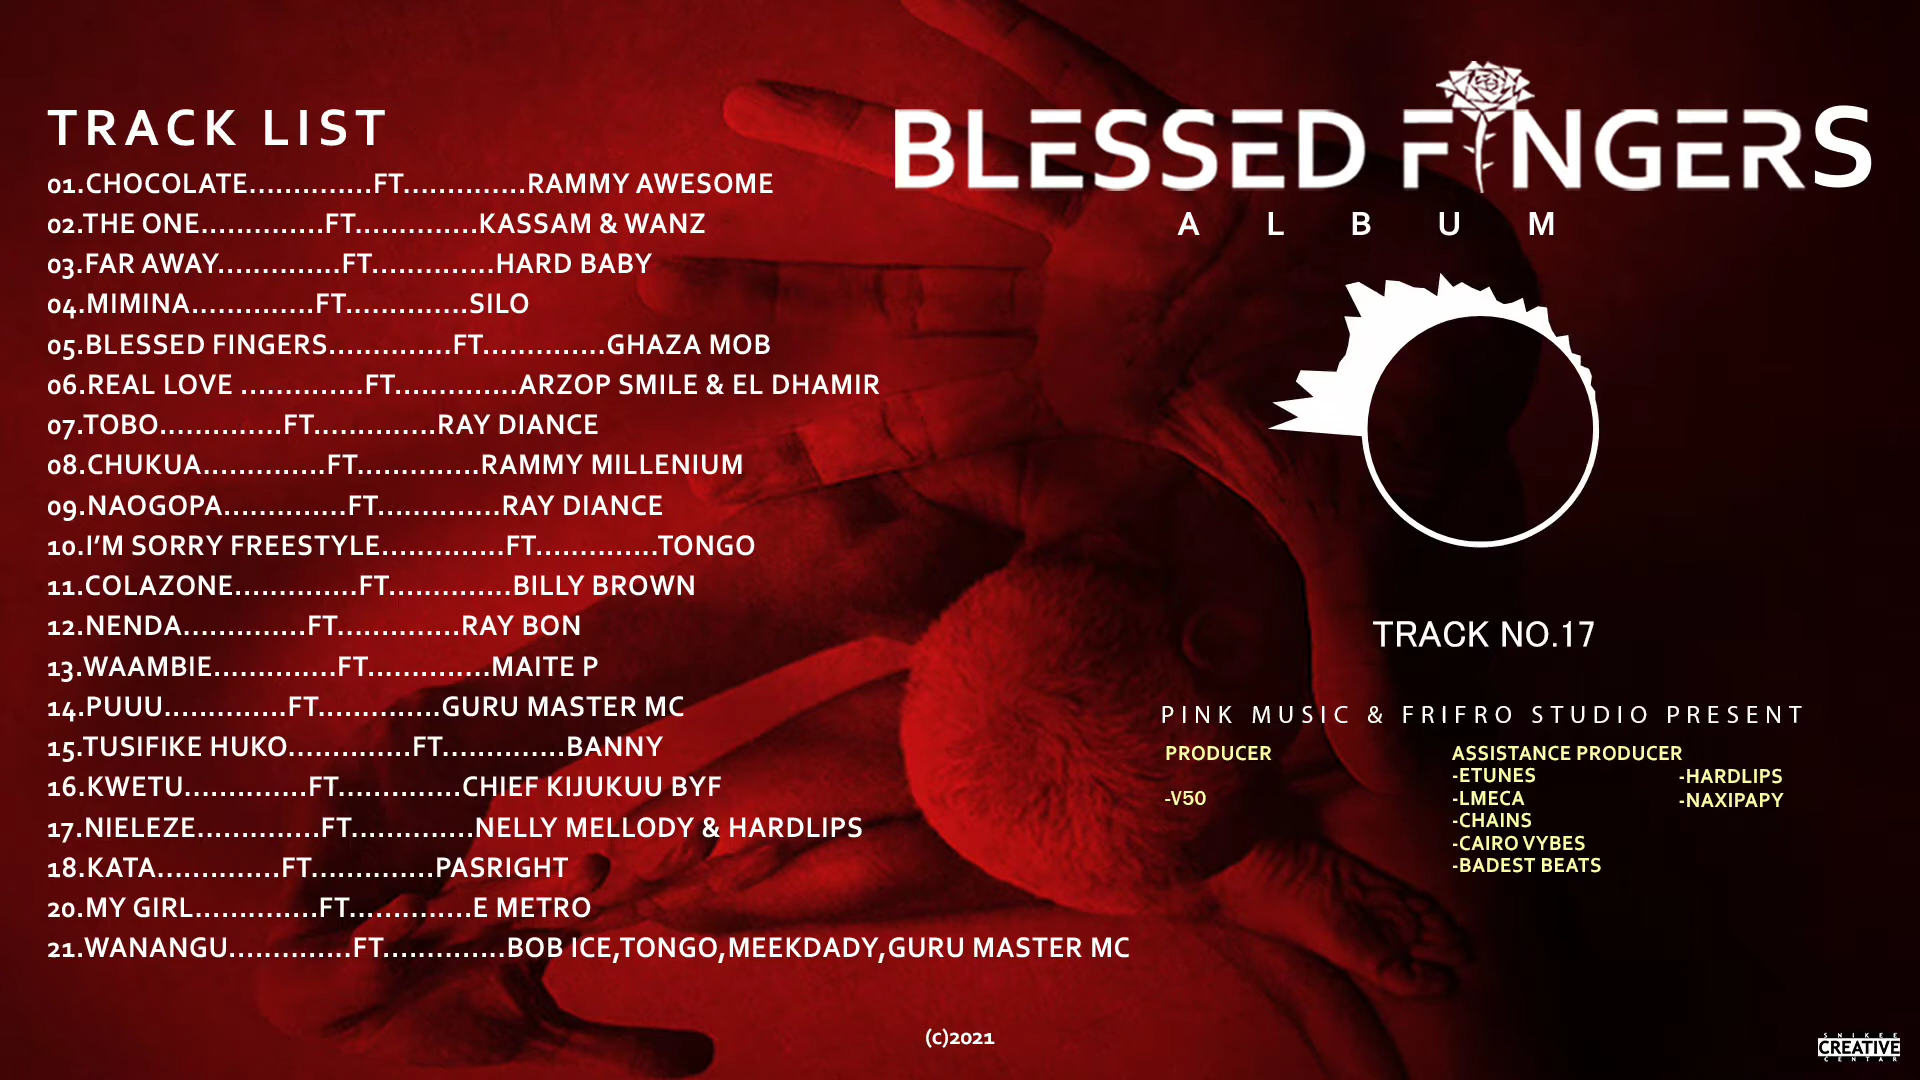 TRACK LIST
01.CHOCOLATE..............FT..............RAMMY AWESOME
02.THE ONE..............FT..............KASSAM & WANZ
03.FAR AWAY..............FT..............HARD BABY
04.MIMINA..............FT..............SILO
05.BLESSED FINGERS..............FT..............GHAZA MOB
06.REAL LOVE ..............FT..............ARZOP SMILE & EL DHAMIR
07.TOBO..............FT..............RAY DIANCE
08.CHUKUA..............FT..............RAMMY MILLENIUM
09.NAOGOPA..............FT..............RAY DIANCE
10.I’M SORRY FREESTYLE..............FT..............TONGO
11.COLAZONE..............FT..............BILLY BROWN
12.NENDA..............FT..............RAY BON
13.WAAMBIE..............FT..............MAITE P
14.PUUU..............FT..............GURU MASTER MC
15.TUSIFIKE HUKO..............FT..............BANNY
16.KWETU..............FT..............CHIEF KIJUKUU BYF
17.NIELEZE..............FT..............NELLY MELLODY & HARDLIPS
18.KATA..............FT..............PASRIGHT
20.MY GIRL..............FT..............E METRO
21.WANANGU..............FT..............BOB ICE,TONGO,MEEKDADY,GURU MASTER MC
BLESSED FINGERS
ALBUM
TRACK NO.17
PINK MUSIC & FRIFRO STUDIO PRESENT
PRODUCER
-V50
ASSISTANCE PRODUCER
-ETUNES
-LMECA
-CHAINS
-CAIRO VYBES
-BADEST BEATS
-HARDLIPS
-NAXIPAPY
(c)2021
SNIKEE
CREATIVE
CENTAR